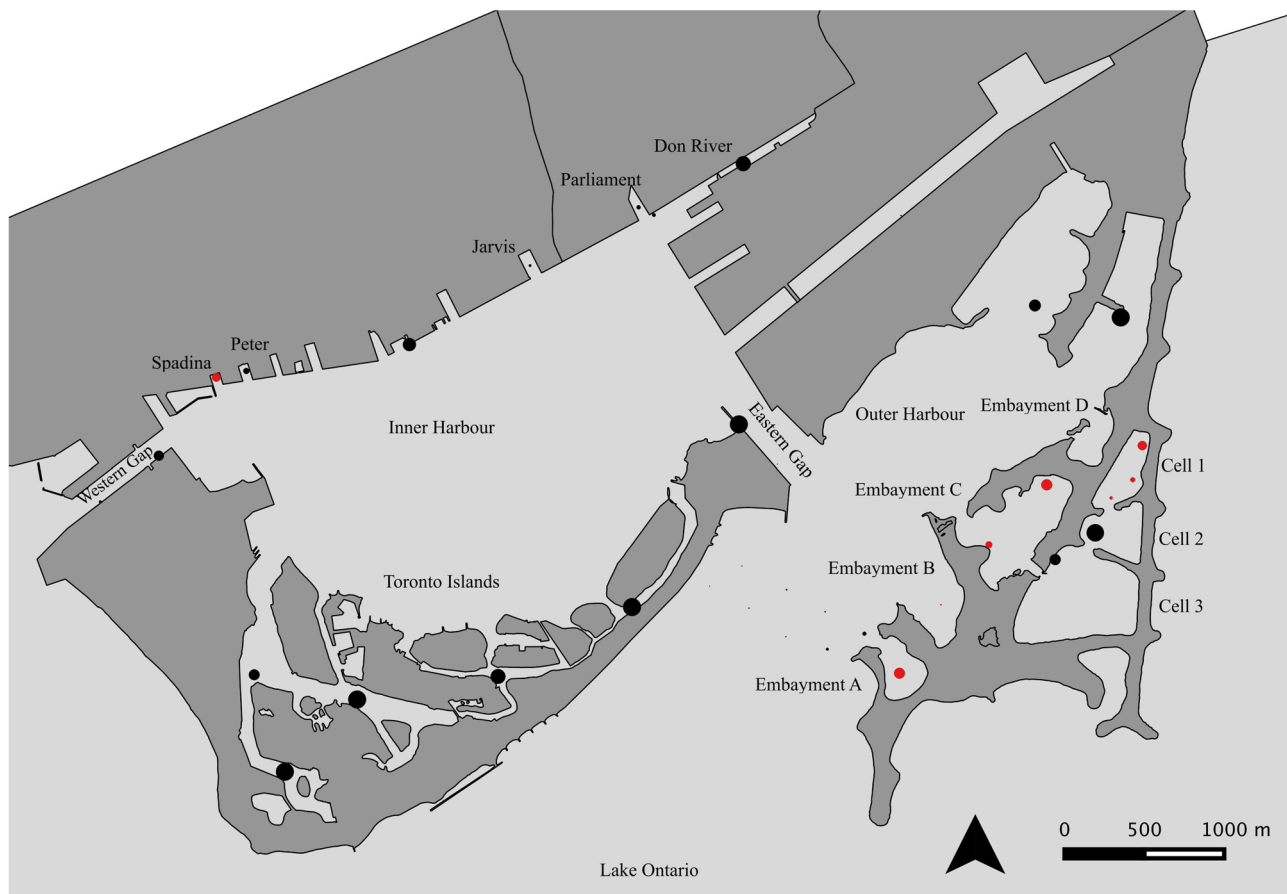 Don River
Parliament
Jarvis
Peter
Spadina
Western Gap
Inner Harbour
Eastern Gap
Outer Harbour
Embayment D
Cell 1
Embayment C
Cell 2
Embayment B
Toronto Islands
Cell 3
Embayment A
0 500 1000 m
Lake Ontario